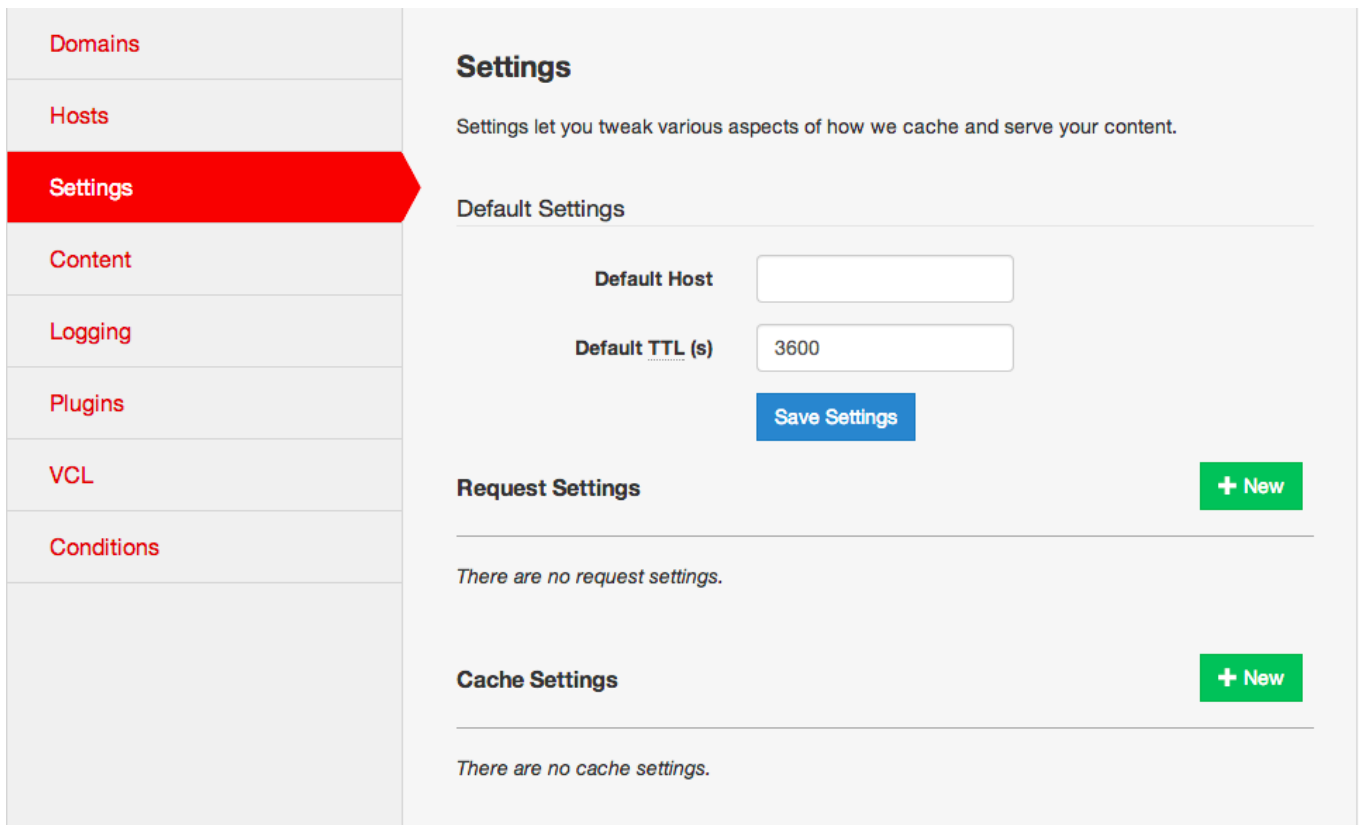 Domains
Hosts
Settings
Content
Logging
Plugins
VCL
Conditions
Settings
Settings let you tweak various aspects of how we cache and serve your content.
Default Settings
Default Host
Default TTL (s) 3600
Save Settings
Request Settings + New
There are no request settings.
Cache Settings + New
There are no cache settings.